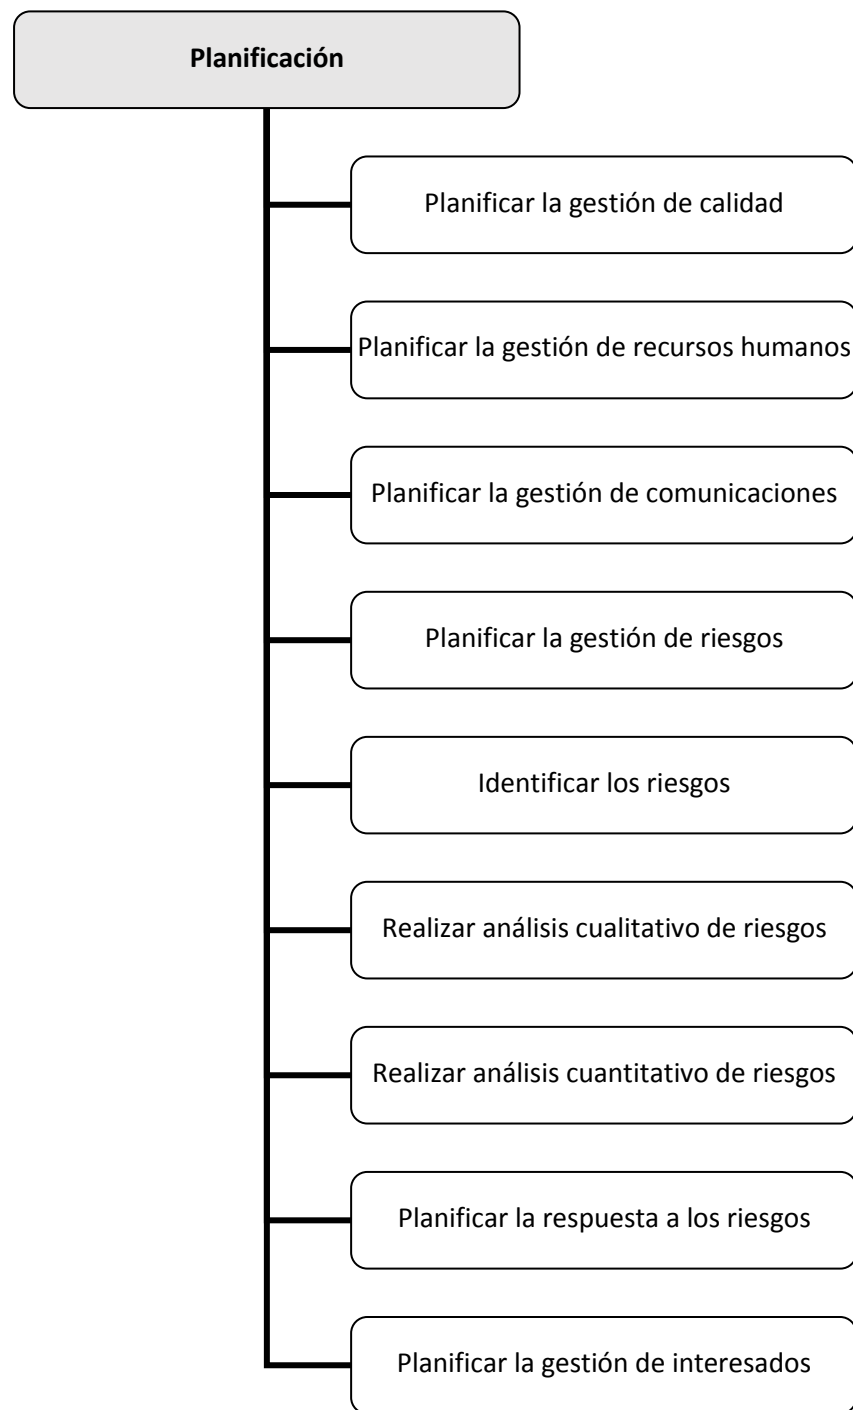 Planificación
Planificar la gestión de calidad
Planificar la gestión de recursos humanos
Planificar la gestión de comunicaciones
Planificar la gestión de riesgos
Identificar los riesgos
Realizar análisis cualitativo de riesgos
Realizar análisis cuantitativo de riesgos
Planificar la respuesta a los riesgos
Planificar la gestión de interesados